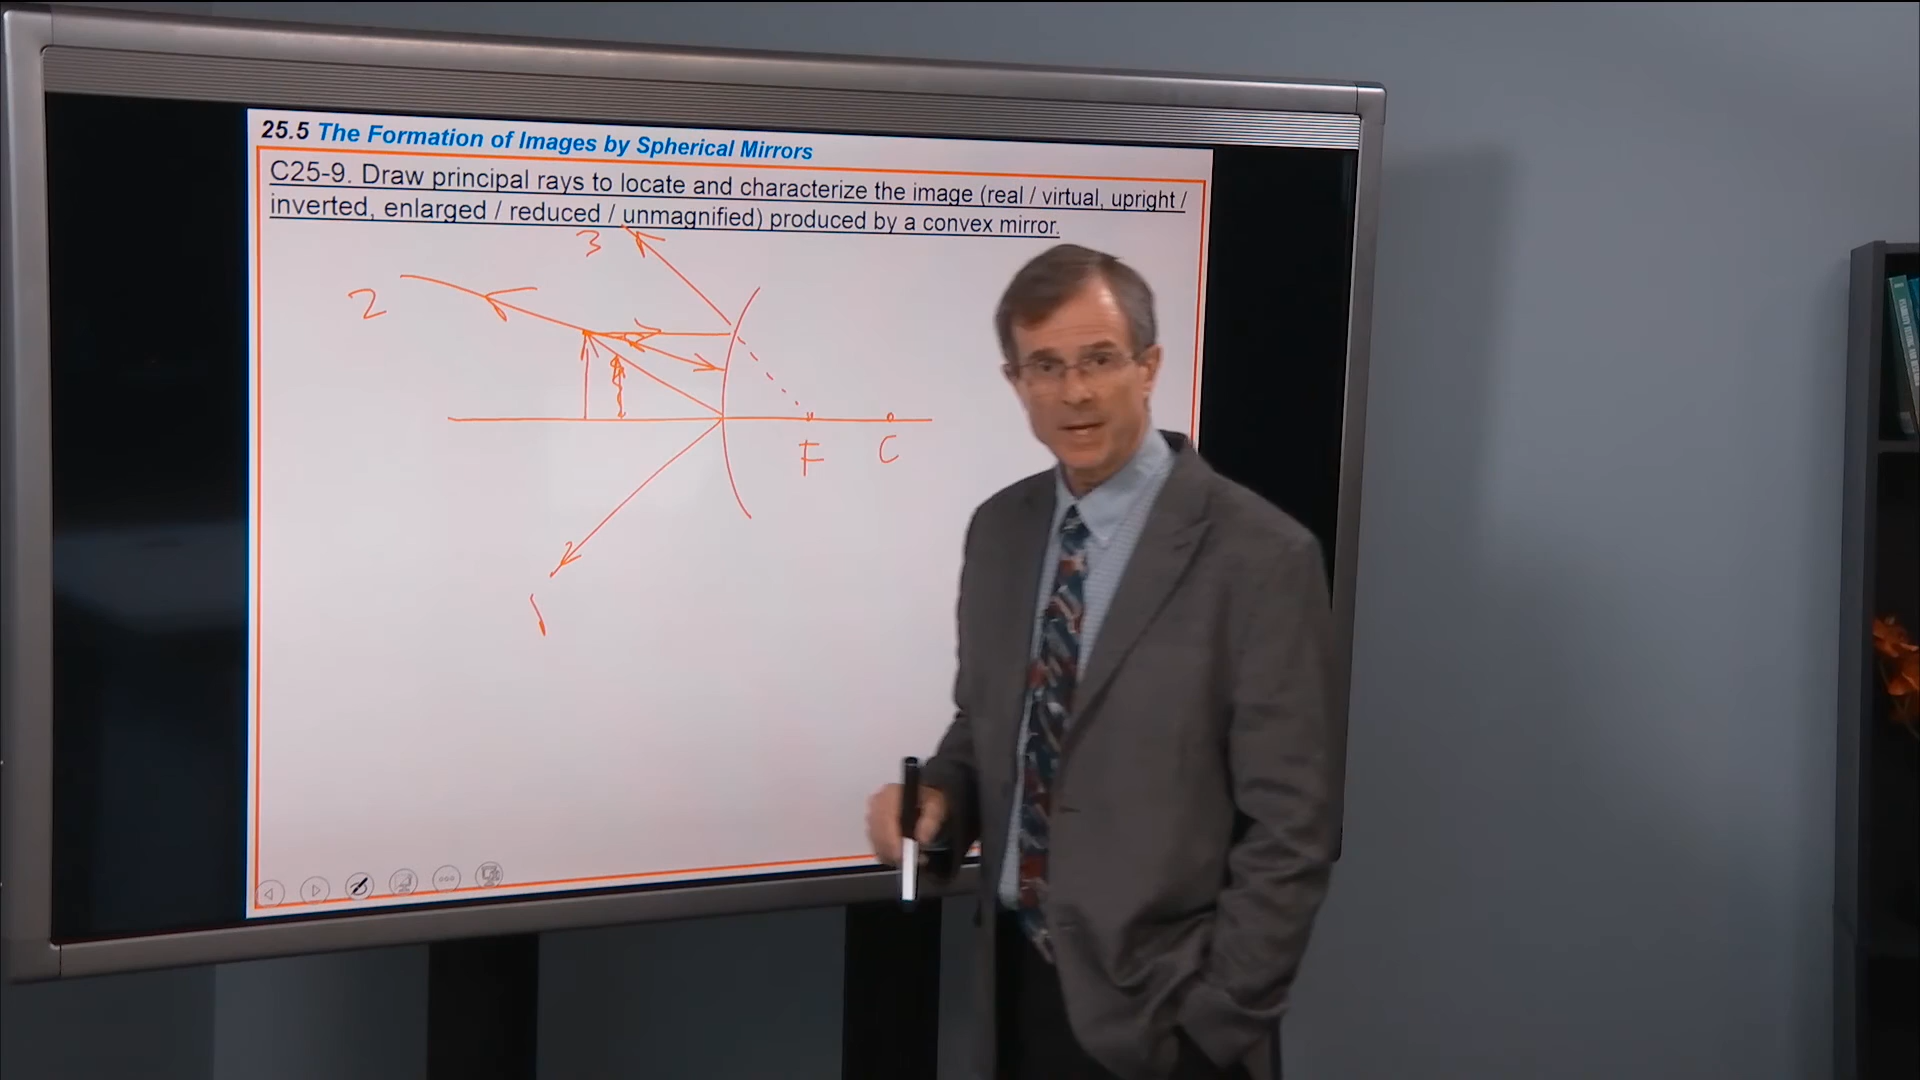 25.5 The Formation of Images by Spherical Mirrors
C25-9. Draw principal rays to locate and characterize the image (real / virtual, upright /
inverted, enlarged / reduced / unmagnified) produced by a convex mirror.
3
2
F C
1